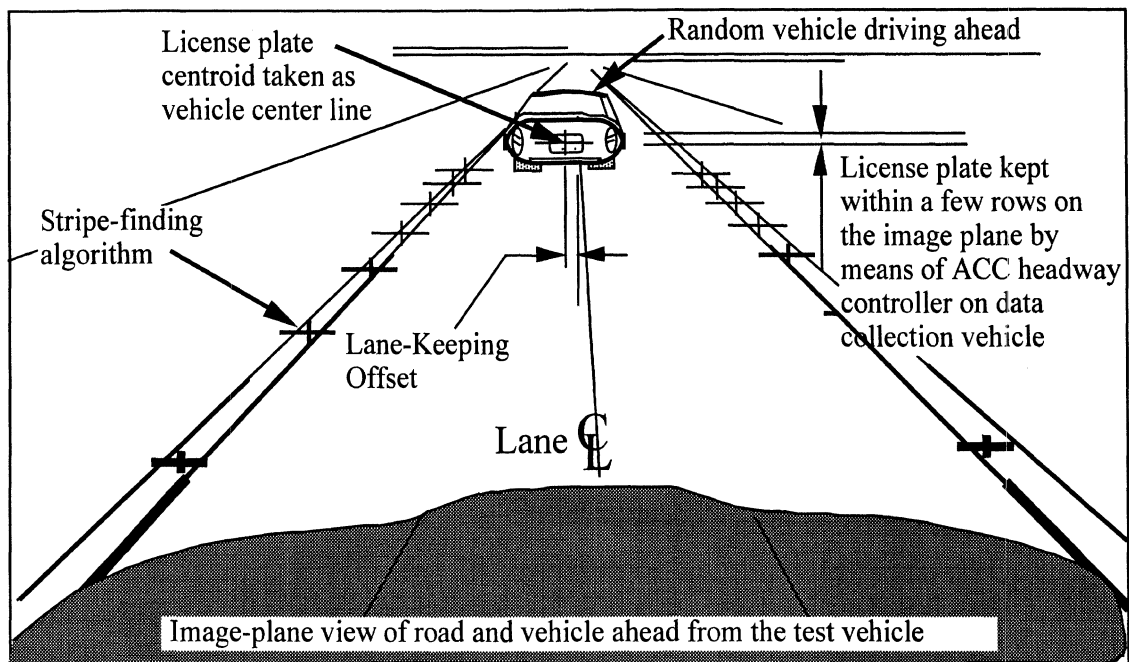 License plate
centroid taken as
vehicle center line
Random vehicle driving ahead
License plate kept
within a few rows on
the image plane by
means of ACC headway
controller on data
collection vehicle
Stripe-finding
algorithm
Lane-Keeping
Offset
Lane CL
Image-plane view of road and vehicle ahead from the test vehicle